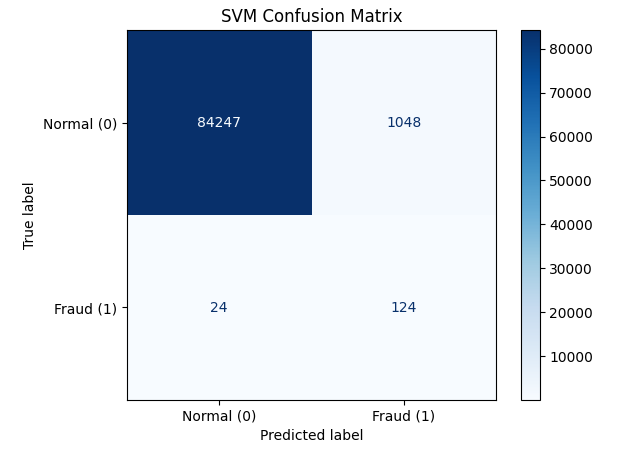 SVM Confusion Matrix
Normal (0)
84247
1048
Fraud (1)
24
124
Normal (0)
Fraud (1)
Predicted label
True label
80000
70000
60000
50000
40000
30000
20000
10000